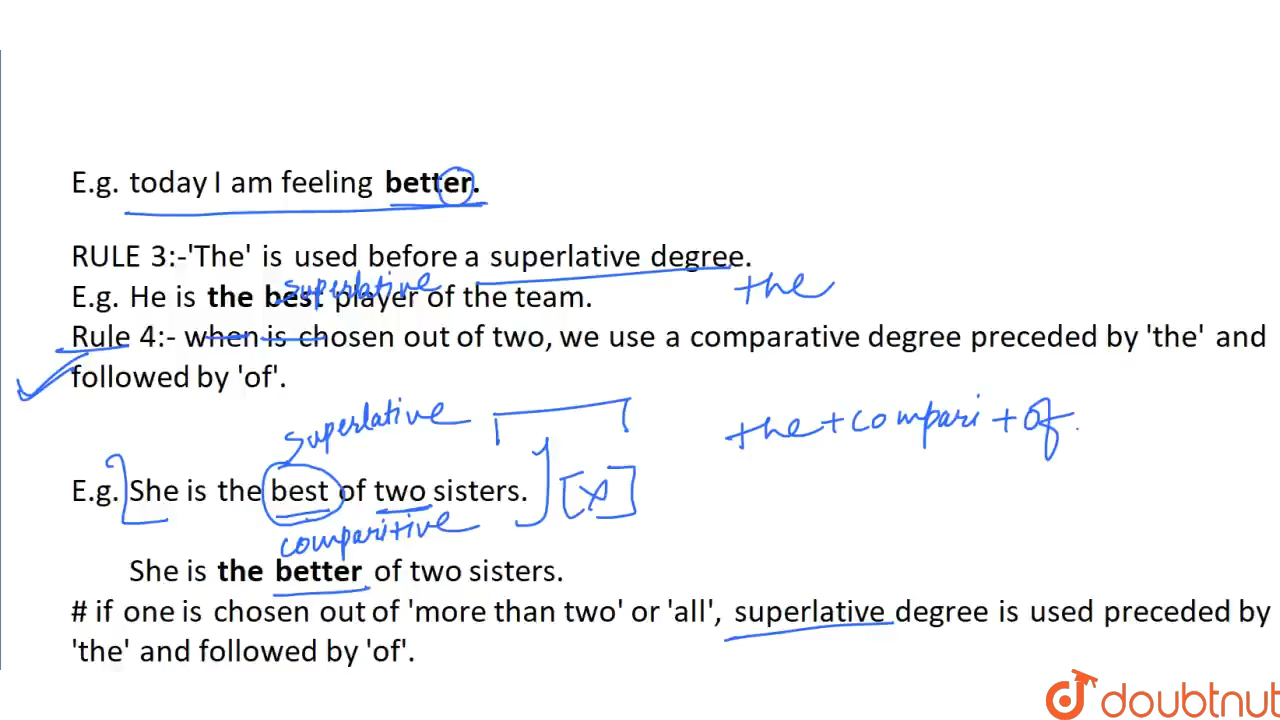 E.g. today I am feeling better.
RULE 3:-'The' is used before a superlative degree.
superlative
the
E.g. He is the best player of the team.
Rule 4:- when is chosen out of two, we use a comparative degree preceded by 'the' and
followed by 'of'.
superlative
the + compari + of
E.g. She is the best of two sisters. [x]
comparitive
She is the better of two sisters.
# if one is chosen out of 'more than two' or 'all', superlative degree is used preceded by
'the' and followed by 'of'.
doubtnut